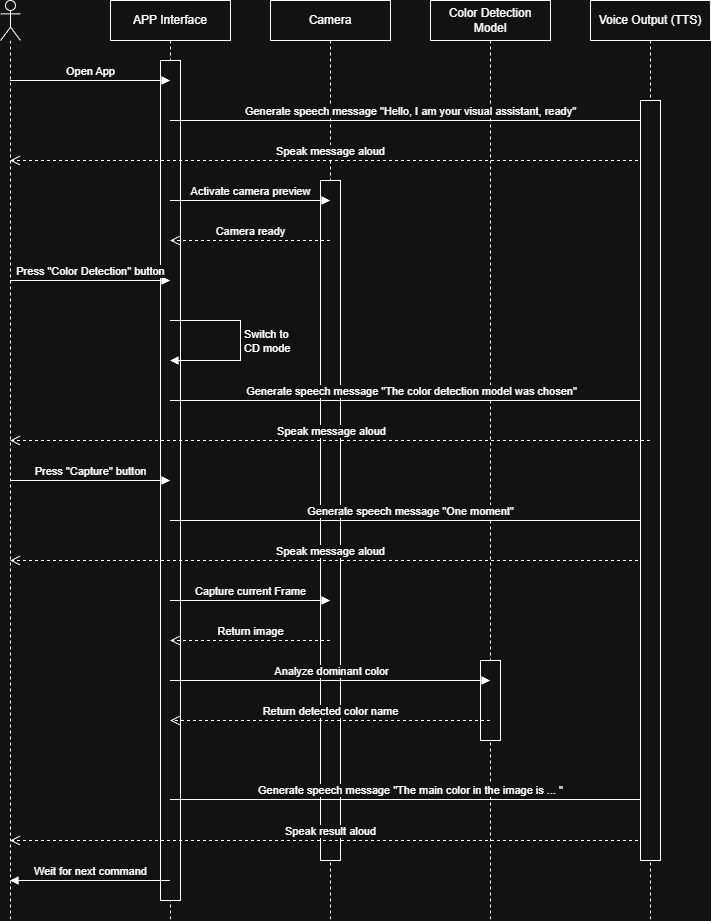 APP Interface
Camera
Color Detection
Model
Voice Output (TTS)
Open App
Generate speech message "Hello, I am your visual assistant, ready"
Speak message aloud
Activate camera preview
Camera ready
Press "Color Detection" button
Switch to
CD mode
Generate speech message "The color detection model was chosen"
Speak message aloud
Press "Capture" button
Generate speech message "One moment"
Speak message aloud
Capture current Frame
Return image
Analyze dominant color
Return detected color name
Generate speech message "The main color in the image is ... "
Speak result aloud
Weit for next command